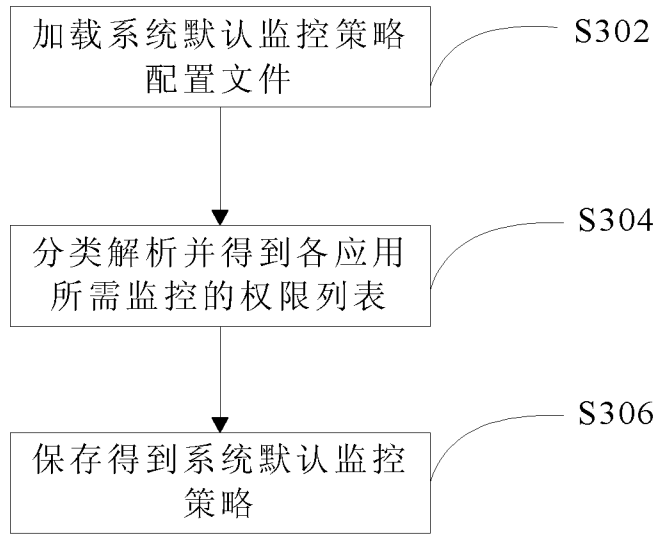 加载系统默认监控策略
配置文件
S302
分类解析并得到各应用
所需监控的权限列表
S304
保存得到系统默认监控
策略
S306